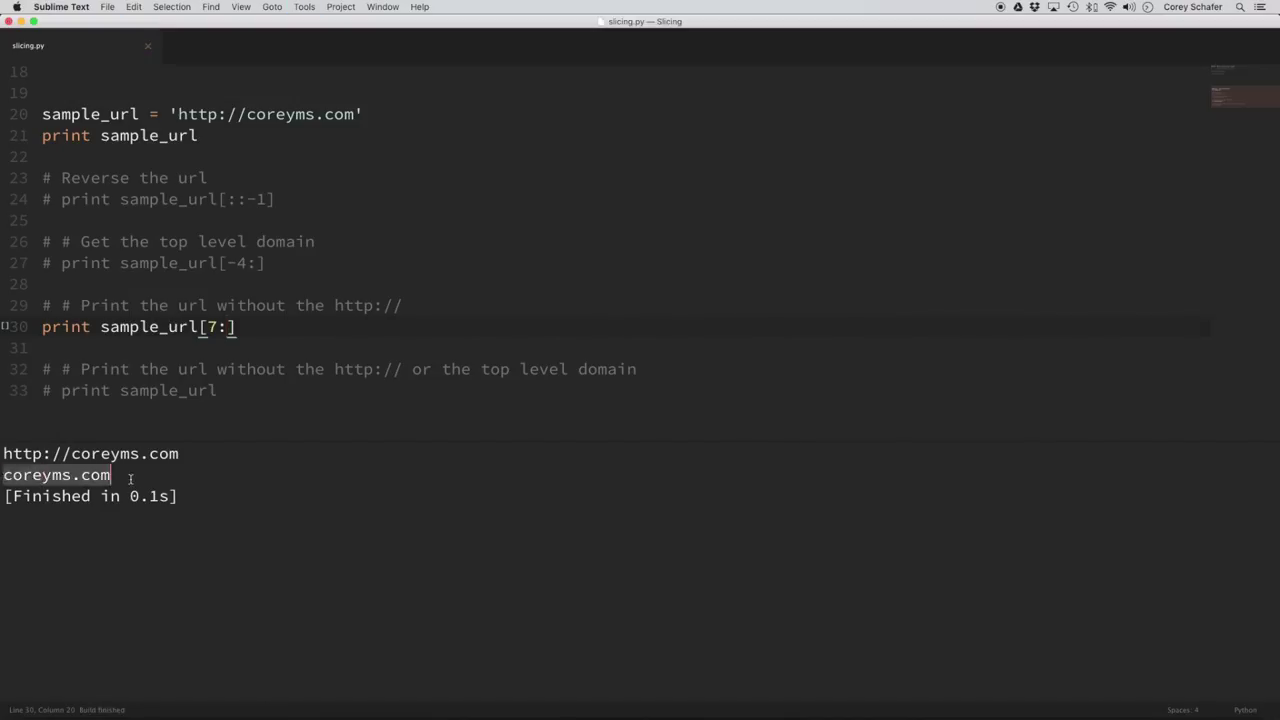 Sublime Text File Edit Selection Find View Goto Tools Project Window Help Corey Schafer
slicing.py — Slicing
slicing.py
18
19
20 sample_url = 'http://coreyms.com'
21 print sample_url
22
23 # Reverse the url
24 # print sample_url[::-1]
25
26 # # Get the top level domain
27 # print sample_url[-4:]
28
29 # # Print the url without the http://
30 print sample_url[7:]
31
32 # # Print the url without the http:// or the top level domain
33 # print sample_url
http://coreyms.com
coreyms.com
[Finished in 0.1s]
Line 30, Column 20 Build finished Spaces: 4 Python